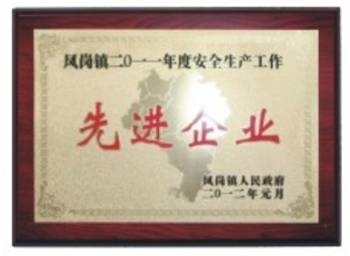 凤岗镇二〇一一年度安全生产工作
先进企业
凤岗镇人民政府
二〇一二年元月